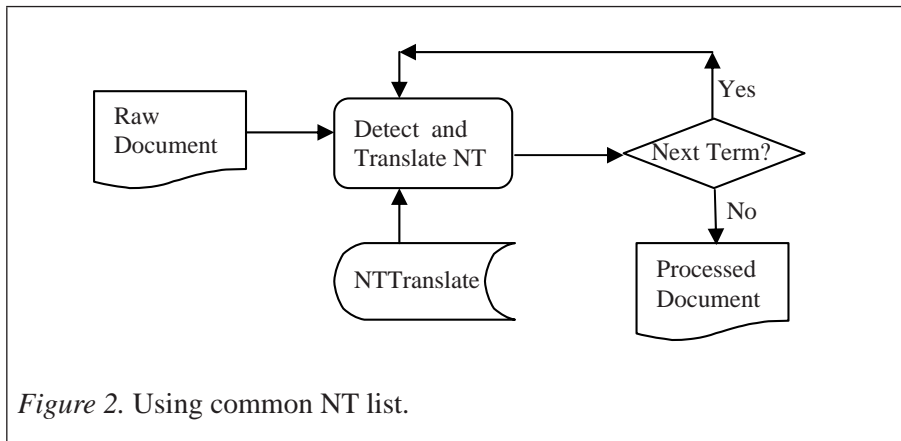 Raw
Document
Detect and
Translate NT
Yes
Next Term?
No
NTTranslate
Processed
Document
Figure 2. Using common NT list.